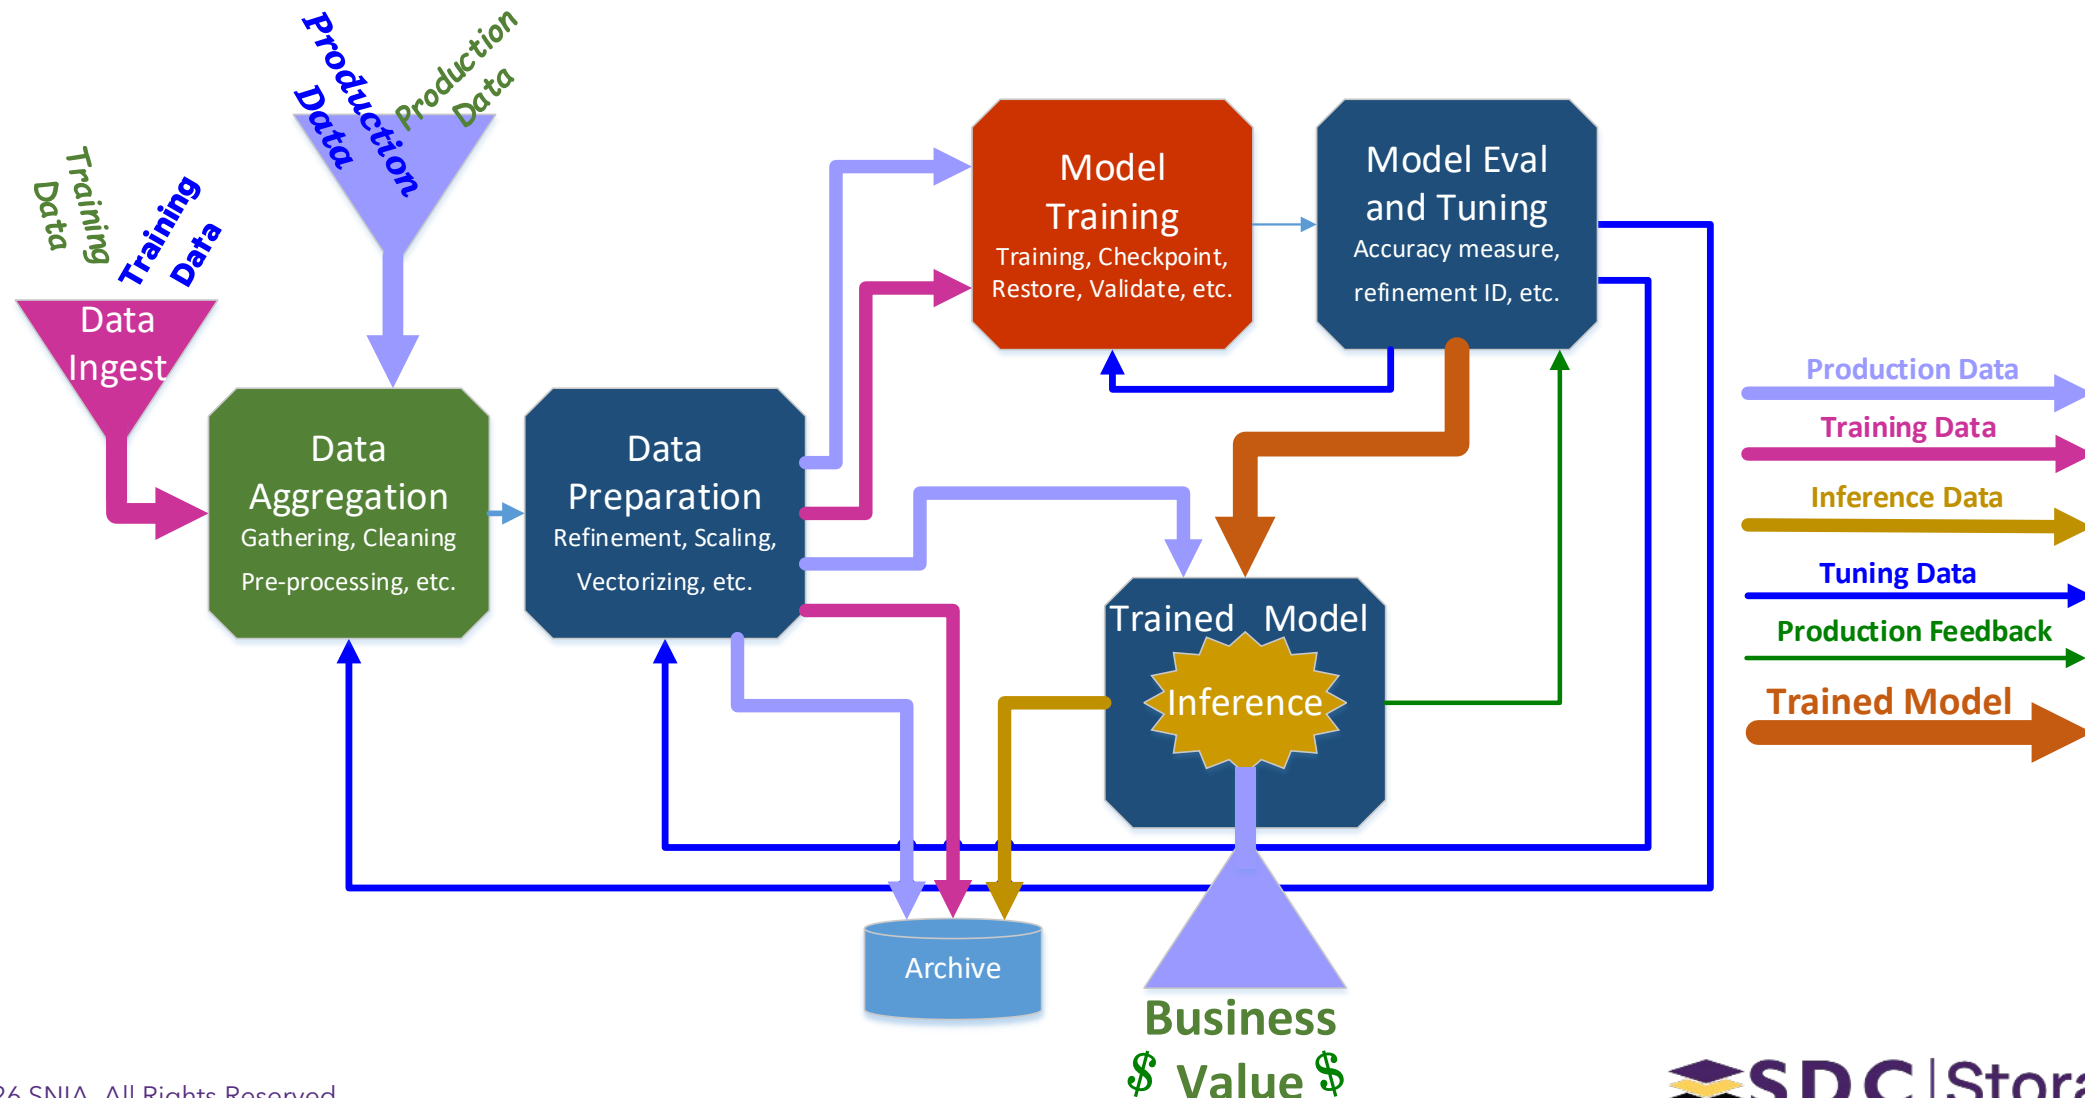 Production
Data
Production
Data
Training
Data
Training
Data
Data
Ingest
Data
Aggregation
Gathering, Cleaning
Pre-processing, etc.
Data
Preparation
Refinement, Scaling,
Vectorizing, etc.
Model
Training
Training, Checkpoint,
Restore, Validate, etc.
Model Eval
and Tuning
Accuracy measure,
refinement ID, etc.
Trained Model
Inference
Archive
Business
$ Value $
Production Data
Training Data
Inference Data
Tuning Data
Production Feedback
Trained Model
SNIA. All Rights Reserved
SDC